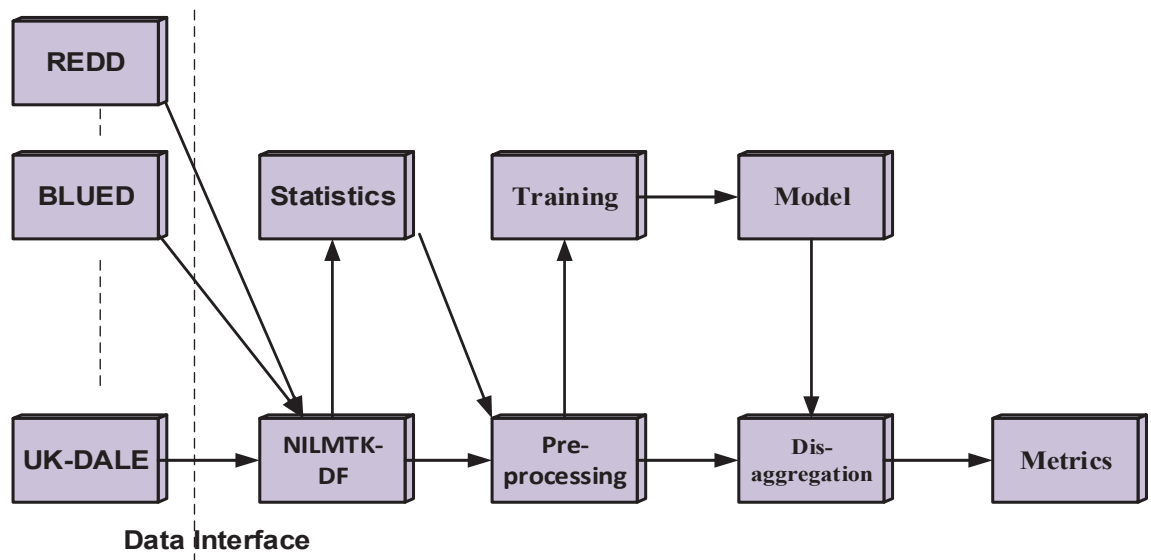 REDD
BLUED
Statistics
Training
Model
UK-DALE
NILMTK-
DF
Pre-
processing
Dis-
aggregation
Metrics
Data Interface